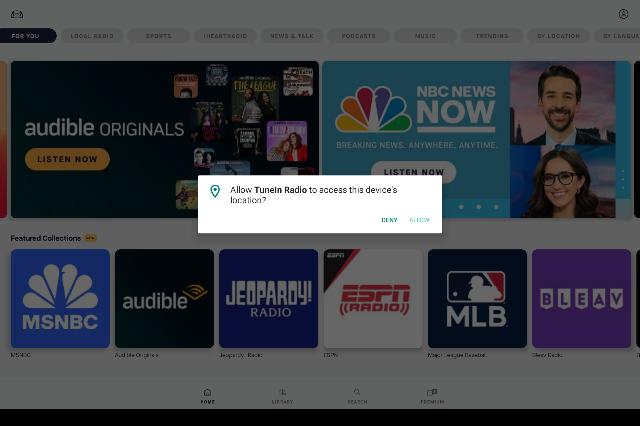 FOR YOU
LOCAL RADIO
SPORTS
IHEARTRADIO
NEWS & TALK
PODCASTS
MUSIC
TRENDING
BY LOCATION
BY LANGUA
audible ORIGINALS
LISTEN NOW
THE LEAGUE
NBC NEWS
NOW
BREAKING NEWS. ANYWHERE, ANYTIME.
LISTEN NOW
Allow TuneIn Radio to access this device's
location?
DENY
ALLOW
Featured Collections
NEW
MSNBC
audible
JEOPARDY!
RADIO
ESPN
ESPN
((RADIO))
MLB
BLEAV
MSNBC
Audible Originals
Jeopardy! Radio
ESPN
Major League Baseball
Bleav Radio
HOME
LIBRARY
SEARCH
PREMIUM